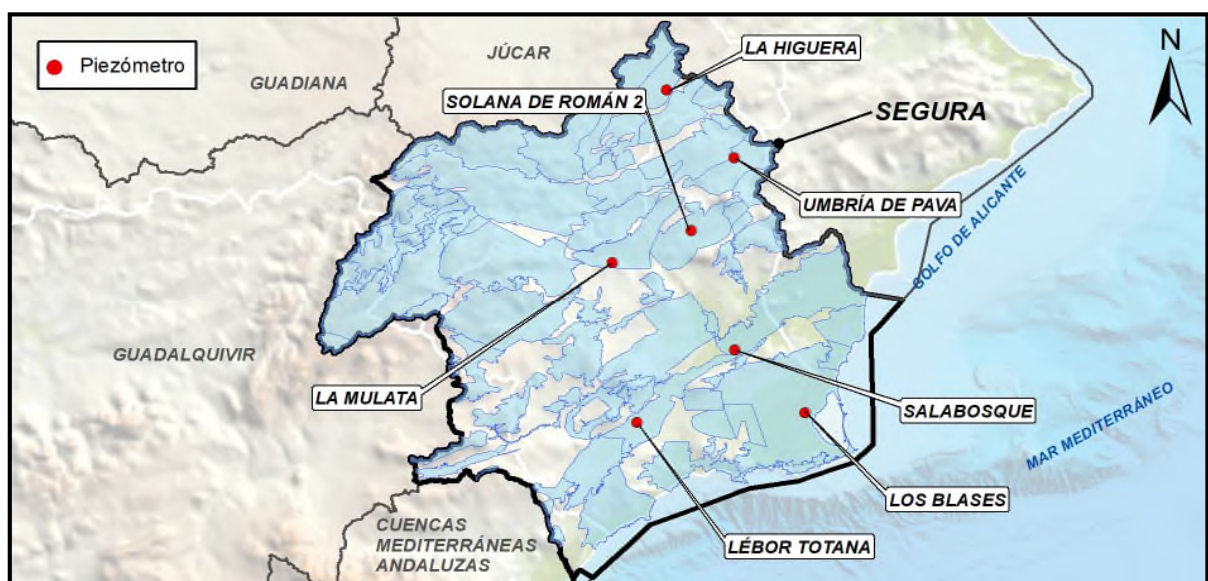 Piezómetro
GUADIANA
JÚCAR
LA HIGUERA
N
SOLANA DE ROMÁN 2
SEGURA
UMBRÍA DE PAVA
GOLFO DE ALICANTE
GUADALQUIVIR
LA MULATA
SALABOSQUE
MAR MEDITERRÁNEO
LOS BLASES
CUENCAS
MEDITERRÁNEAS
ANDALUZAS
LÉBOR TOTANA